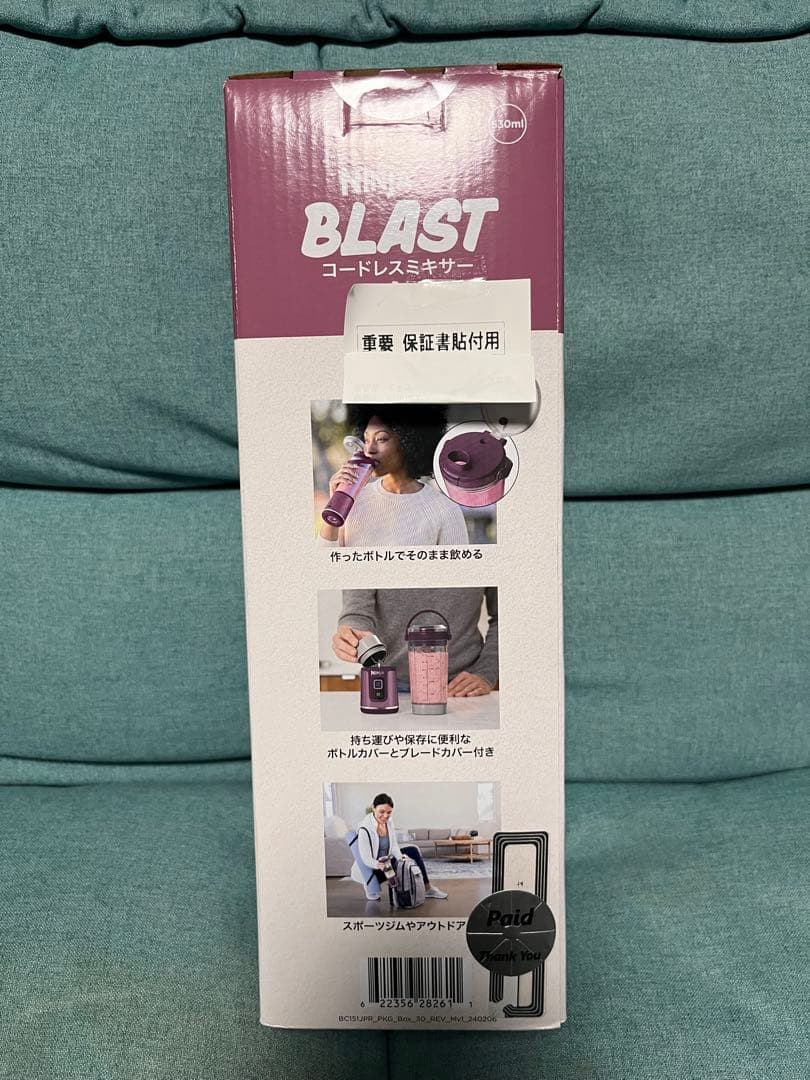 530ml
NINJA
BLAST
コードレスミキサー
重要 保証書貼付用
作ったボトルでそのまま飲める
NINJA
持ち運びや保存に便利な
ボトルカバーとブレードカバー付き
スポーツジムやアウトドア
Paid
Thank You
6 22356 28261 1
BC151JPR_PKG_Box_30_REV_Mv1_240206